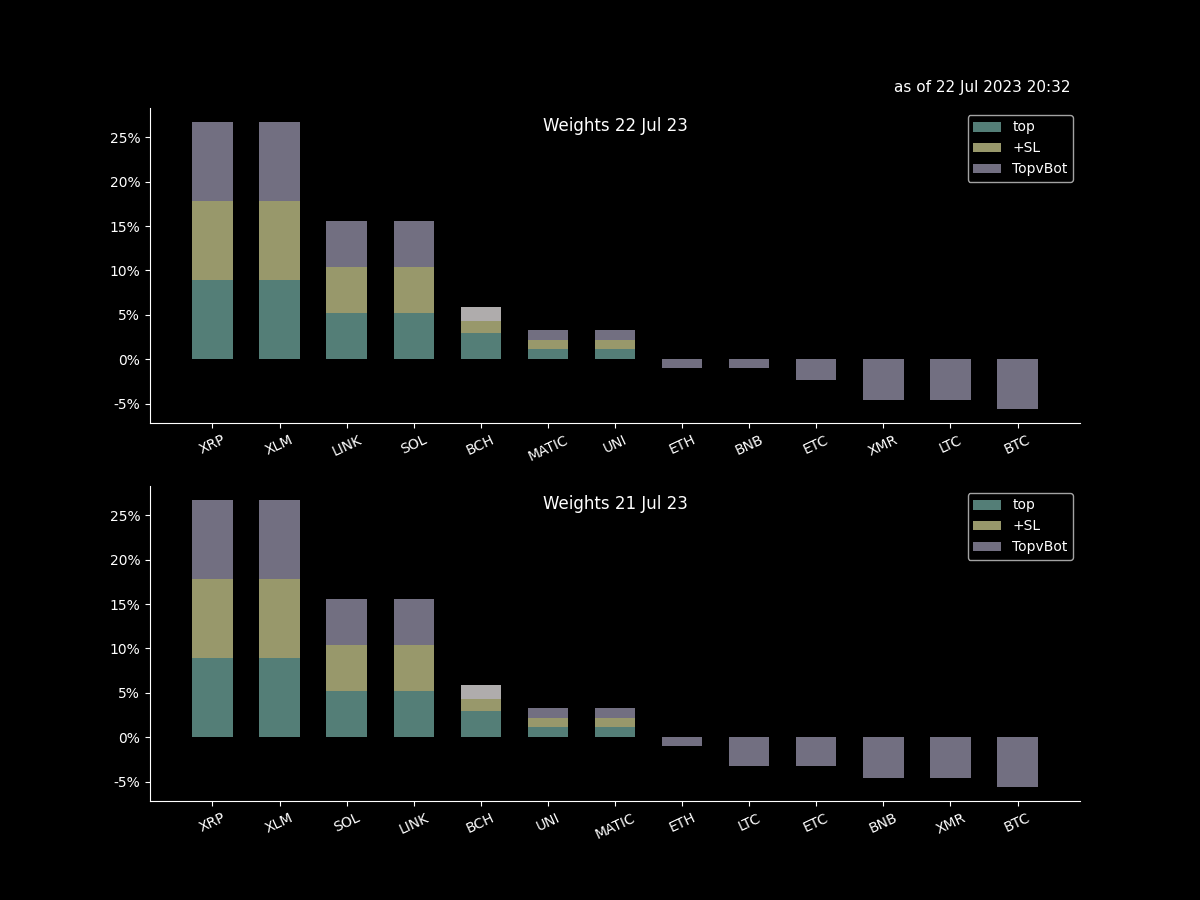 as of 22 Jul 2023 20:32
Weights 22 Jul 23
top
+SL
TopvBot
25%
20%
15%
10%
5%
0%
-5%
XRP XLM LINK SOL BCH MATIC UNI ETH BNB ETC XMR LTC BTC
Weights 21 Jul 23
top
+SL
TopvBot
25%
20%
15%
10%
5%
0%
-5%
XRP XLM SOL LINK BCH UNI MATIC ETH LTC ETC BNB XMR BTC